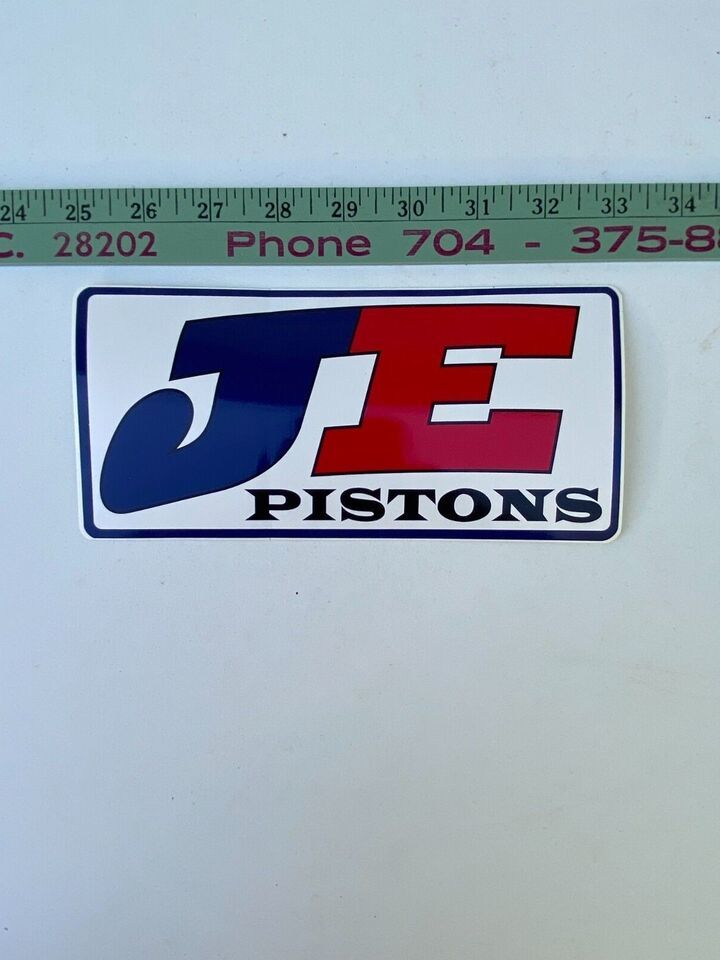 24 25 26 27 28 29 30 31 32 33 34
C. 28202 Phone 704 - 375-8
JE
PISTONS